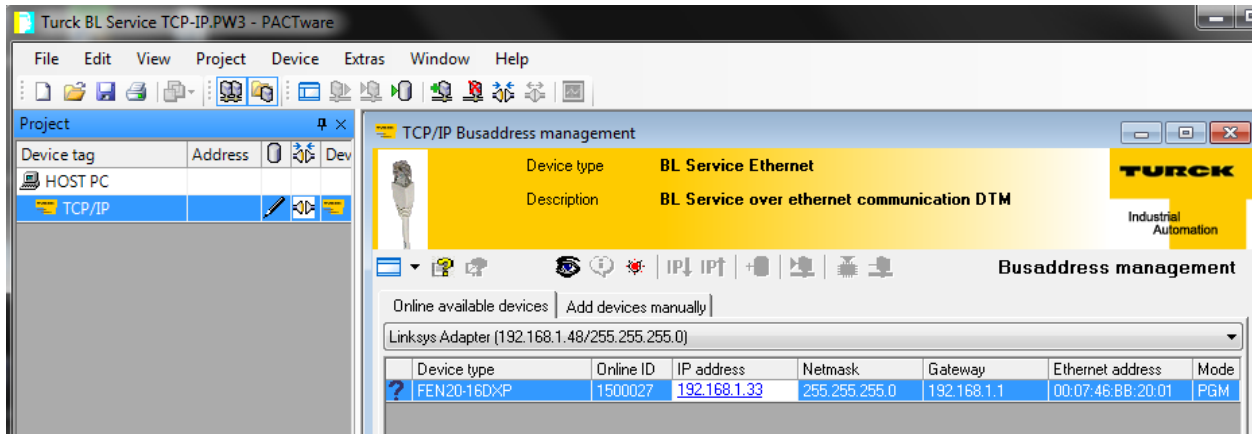 Turck BL Service TCP-IP.PW3 - PACTware
File Edit View Project Device Extras Window Help
Project
Device tag Address Dev
HOST PC
TCP/IP
TCP/IP Busaddress management
Device type BL Service Ethernet
Description BL Service over ethernet communication DTM
TURCK
Industrial
Automation
IP IP
Busaddress management
Online available devices Add devices manually
Linksys Adapter (192.168.1.48/255.255.255.0)
Device type Online ID IP address Netmask Gateway Ethernet address Mode
? FEN20-16DXP 1500027 192.168.1.33 255.255.255.0 192.168.1.1 00:07:46:BB:20:01 PGM